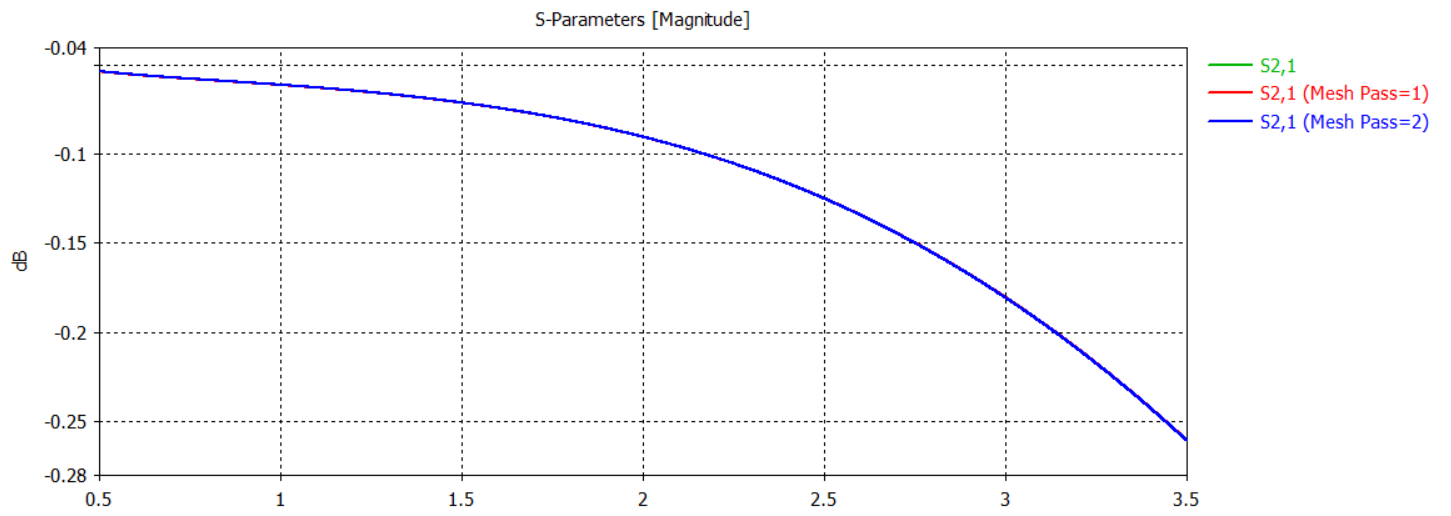 S-Parameters [Magnitude]
-0.04
-0.1
-0.15
-0.2
-0.25
-0.28
dB
0.5 1 1.5 2 2.5 3 3.5
S2,1
S2,1 (Mesh Pass=1)
S2,1 (Mesh Pass=2)